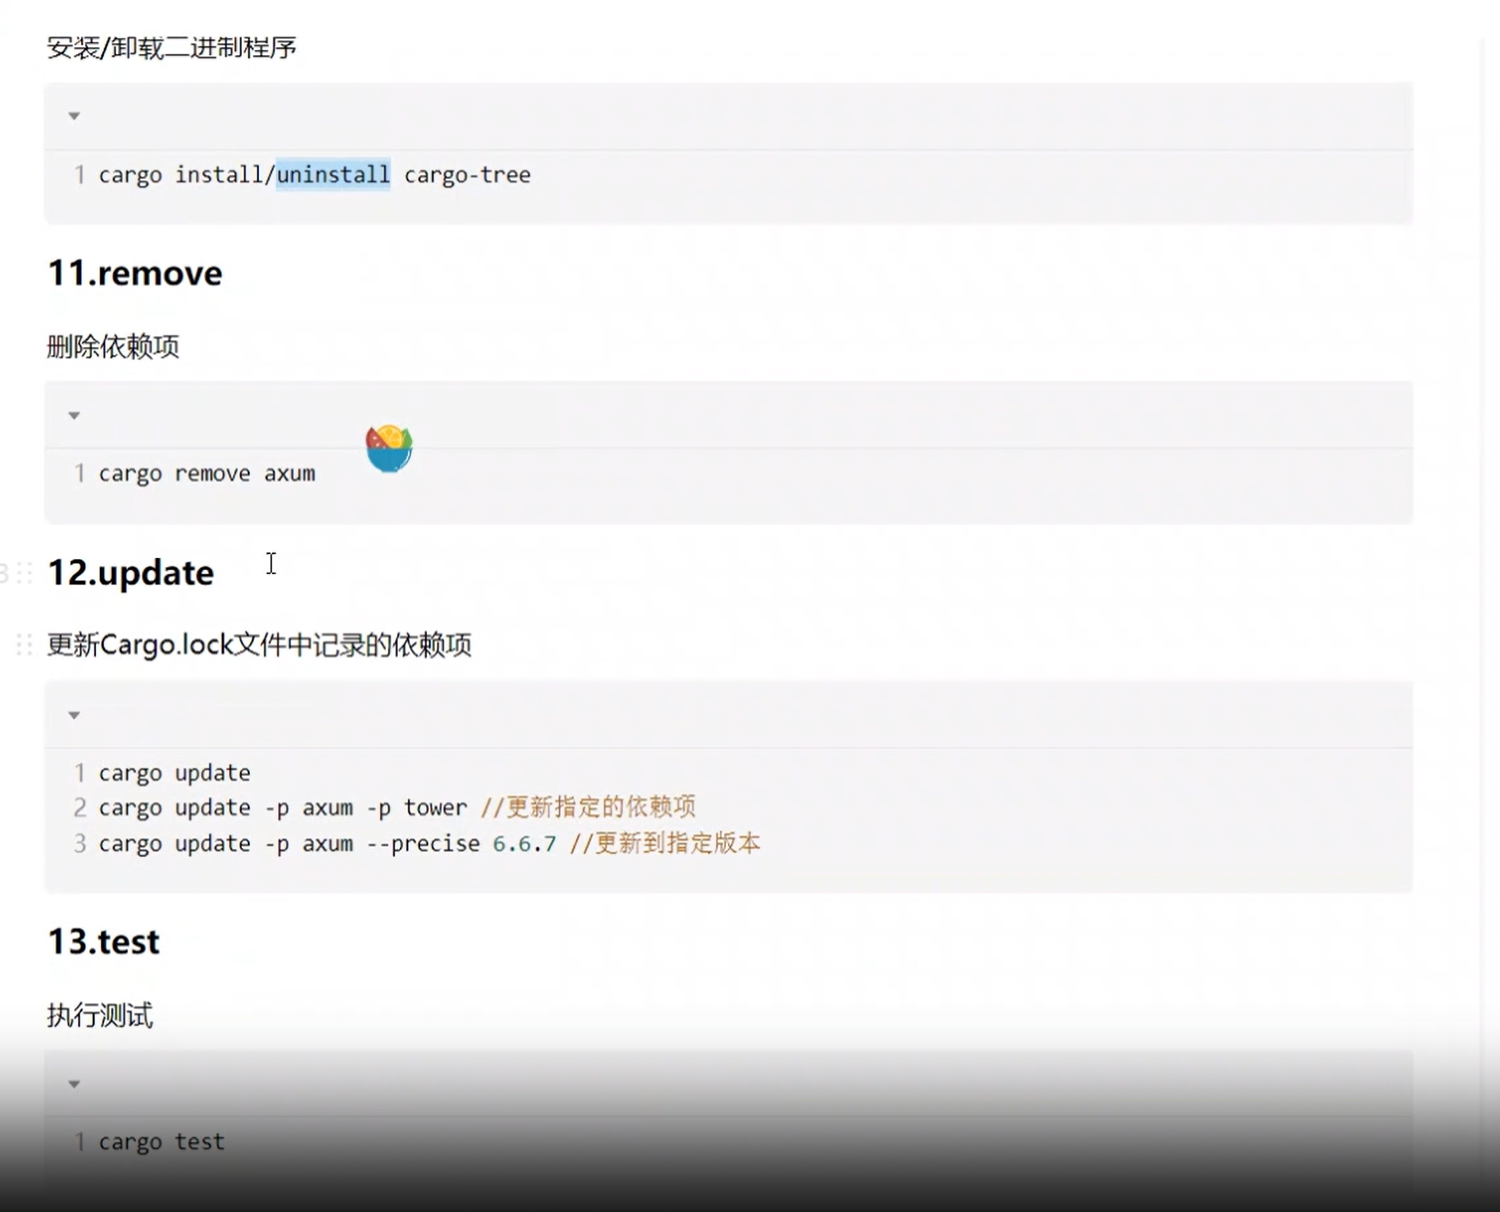 安装/卸载二进制程序
1 cargo install/uninstall cargo-tree
11.remove
删除依赖项
1 cargo remove axum
12.update
更新Cargo.lock文件中记录的依赖项
1 cargo update
2 cargo update -p axum -p tower //更新指定的依赖项
3 cargo update -p axum --precise 6.6.7 //更新到指定版本
13.test
执行测试
1 cargo test